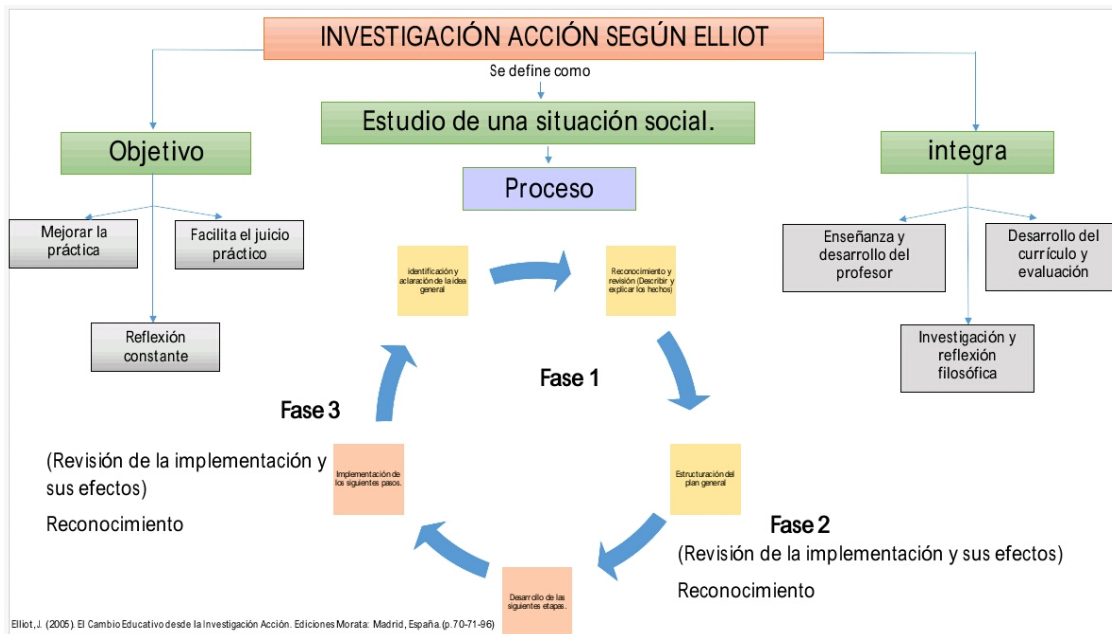 INVESTIGACIÓN ACCIÓN SEGÚN ELLIOT
Se define como
Estudio de una situación social.
Objetivo
integra
Proceso
Mejorar la
práctica
Facilita el juicio
práctico
Reflexión
constante
Enseñanza y
desarrollo del
profesor
Desarrollo del
currículo y
evaluación
Investigación y
reflexión
filosófica
identificación y
aclaración de la idea
general
Reconocimiento y
revisión (Describir y
explicar los hechos)
Fase 1
Estructuración del
plan general
Fase 2
(Revisión de la implementación y sus efectos)
Reconocimiento
Desarrollo de las
siguientes etapas.
Implementación de
los siguientes pasos.
Fase 3
(Revisión de la implementación y
sus efectos)
Reconocimiento
Elliot, J. (2005). El Cambio Educativo desde la Investigación Acción. Ediciones Morata: Madrid, España. (p.70-71-96)